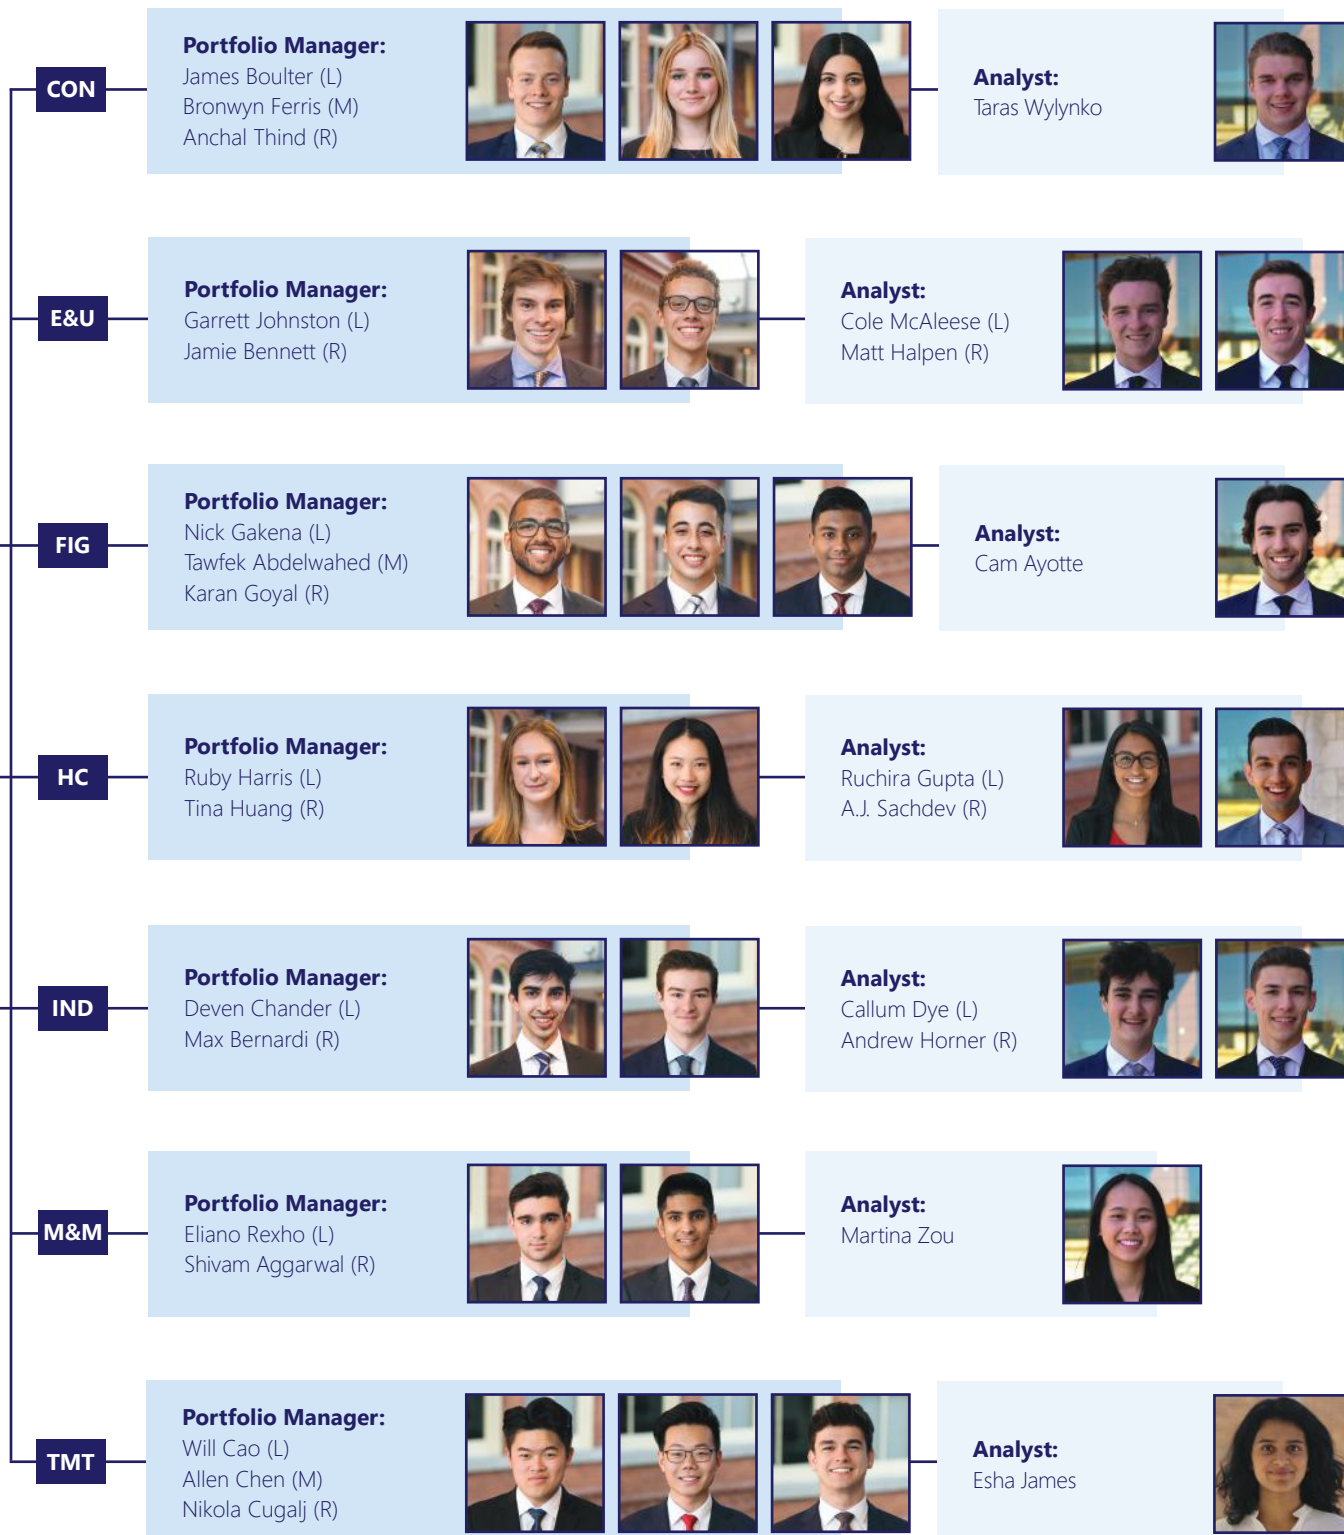 CON
Portfolio Manager:
James Boulter (L)
Bronwyn Ferris (M)
Anchal Thind (R)
Analyst:
Taras Wylynko
E&U
Portfolio Manager:
Garrett Johnston (L)
Jamie Bennett (R)
Analyst:
Cole McAleese (L)
Matt Halpen (R)
FIG
Portfolio Manager:
Nick Gakena (L)
Tawfek Abdelwahed (M)
Karan Goyal (R)
Analyst:
Cam Ayotte
HC
Portfolio Manager:
Ruby Harris (L)
Tina Huang (R)
Analyst:
Ruchira Gupta (L)
A.J. Sachdev (R)
IND
Portfolio Manager:
Deven Chander (L)
Max Bernardi (R)
Analyst:
Callum Dye (L)
Andrew Horner (R)
M&M
Portfolio Manager:
Eliano Rexho (L)
Shivam Aggarwal (R)
Analyst:
Martina Zou
TMT
Portfolio Manager:
Will Cao (L)
Allen Chen (M)
Nikola Cugalj (R)
Analyst:
Esha James